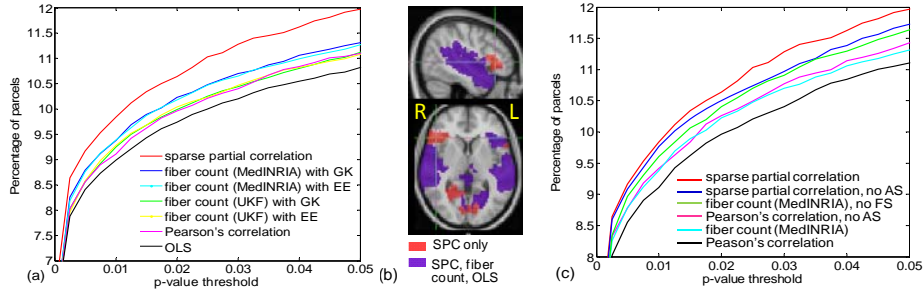 Percentage of parcels
12
11.5
11
10.5
10
9.5
9
8.5
8
7.5
7
0 0.01 0.02 0.03 0.04 0.05
p-value threshold
(a)
sparse partial correlation
fiber count (MedINRIA) with GK
fiber count (MedINRIA) with EE
fiber count (UKF) with GK
fiber count (UKF) with EE
Pearson's correlation
OLS
R L
(b)
SPC only
SPC, fiber
count, OLS
Percentage of parcels
12
11.5
11
10.5
10
9.5
9
8.5
8
0 0.01 0.02 0.03 0.04 0.05
p-value threshold
(c)
sparse partial correlation
sparse partial correlation, no AS
fiber count (MedINRIA), no FS
Pearson's correlation, no AS
fiber count (MedINRIA)
Peason's correlation